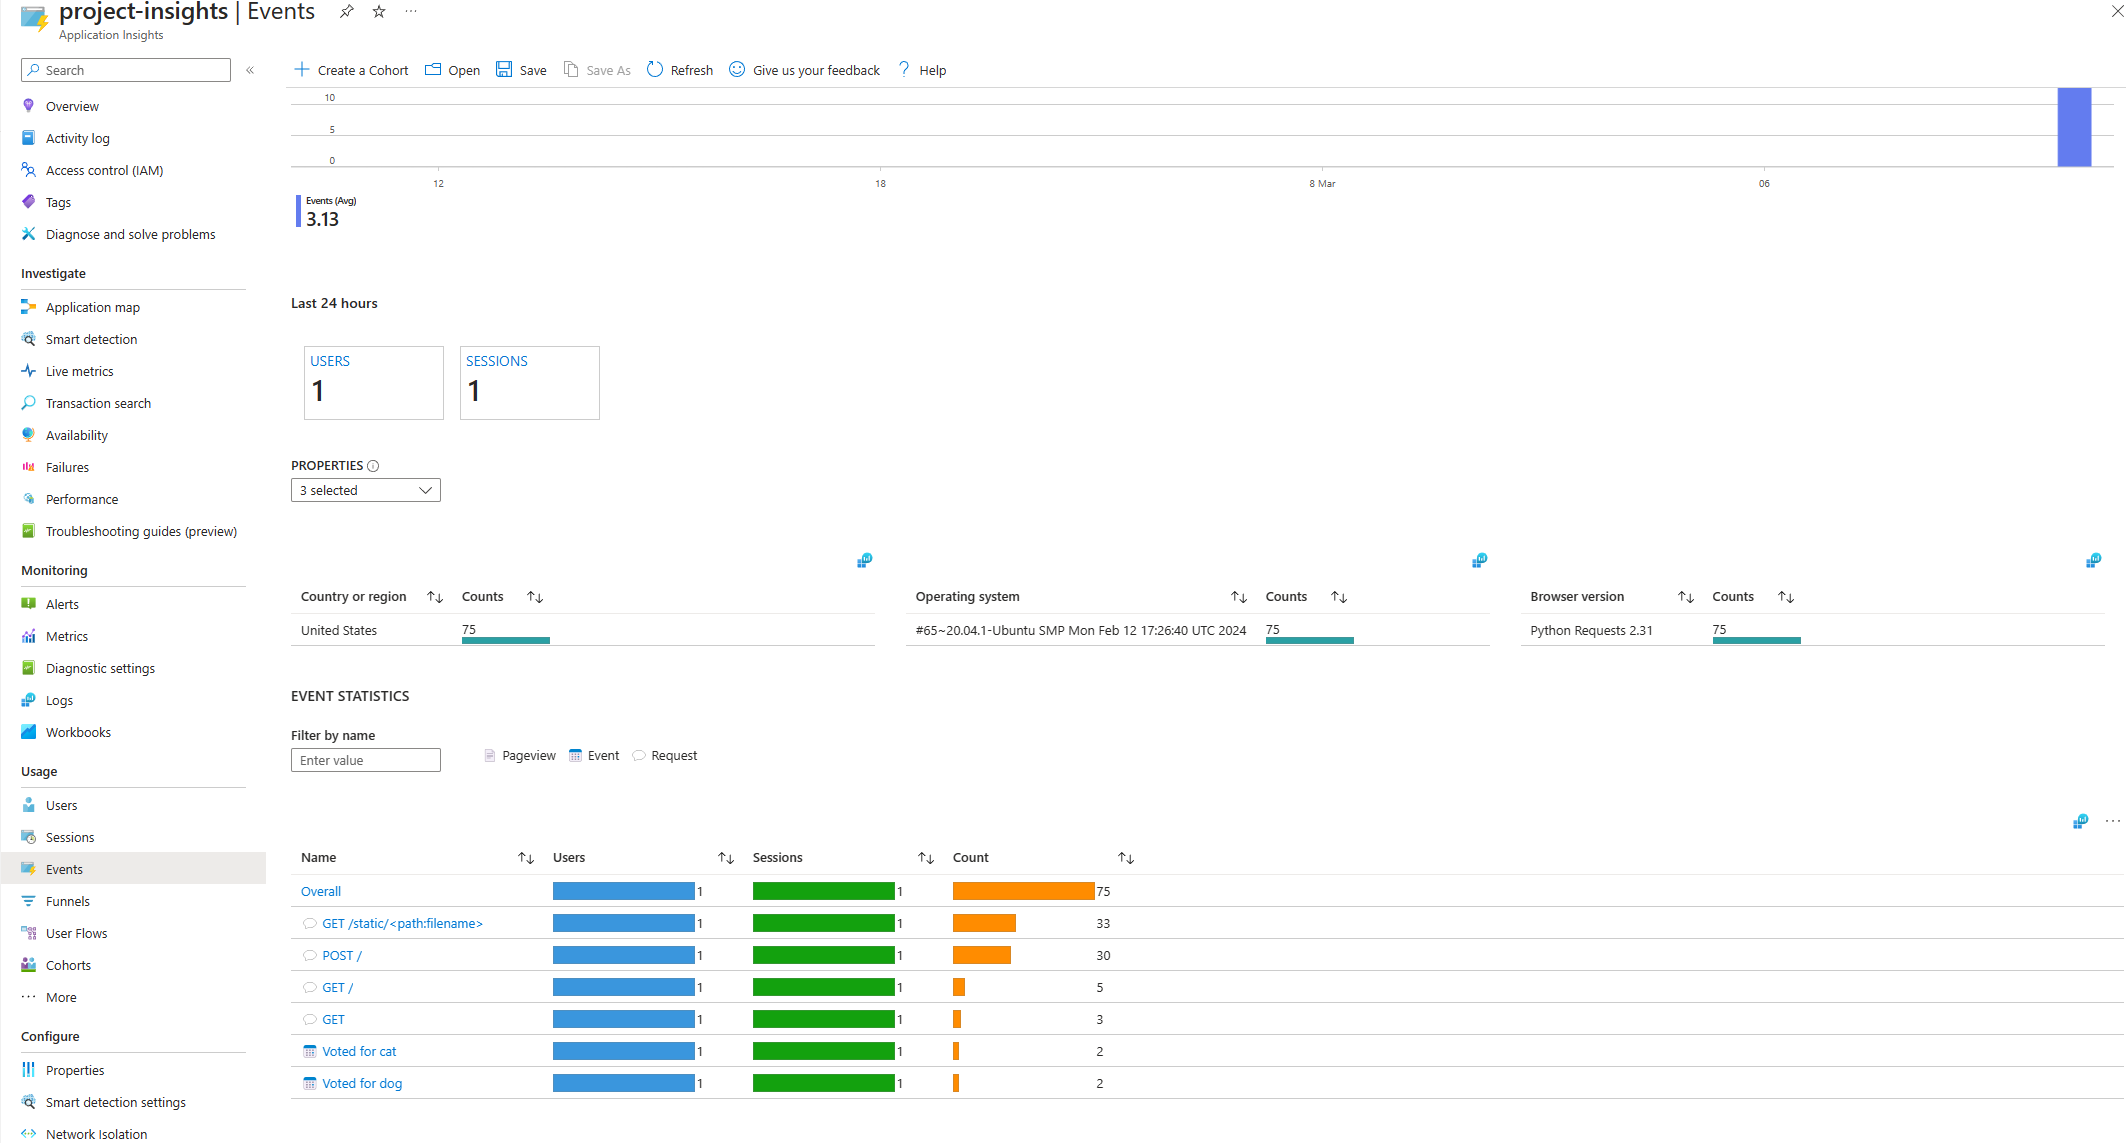 project-insights | Events
Application Insights
Search
Create a Cohort
Open
Save
Save As
Refresh
Give us your feedback
Help
Overview
Activity log
Access control (IAM)
Tags
Diagnose and solve problems
Investigate
Application map
Smart detection
Live metrics
Transaction search
Availability
Failures
Performance
Troubleshooting guides (preview)
Monitoring
Alerts
Metrics
Diagnostic settings
Logs
Workbooks
Usage
Users
Sessions
Events
Funnels
User Flows
Cohorts
More
Configure
Properties
Smart detection settings
Network Isolation
10
5
0
12 18 8 Mar 06
Events (Avg)
3.13
Last 24 hours
USERS
1
SESSIONS
1
PROPERTIES
3 selected
Country or region Counts
United States 75
Operating system Counts
#65~20.04.1-Ubuntu SMP Mon Feb 12 17:26:40 UTC 2024 75
Browser version Counts
Python Requests 2.31 75
EVENT STATISTICS
Filter by name
Enter value
Pageview Event Request
Name Users Sessions Count
Overall 1 1 75
GET /static/<path:filename> 1 1 33
POST / 1 1 30
GET / 1 1 5
GET 1 1 3
Voted for cat 1 1 2
Voted for dog 1 1 2